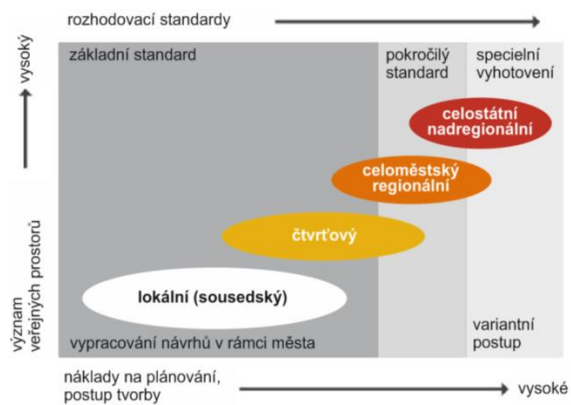 rozhodovací standardy
základní standard
pokročilý
standard
specielní
vyhotovení
vysoký
celostátní
nadregionální
celoměstský
regionální
čtvrťový
lokální (sousedský)
význam
veřejných prostorů
vypracování návrhů v rámci města
variantní
postup
náklady na plánování,
postup tvorby
vysoké